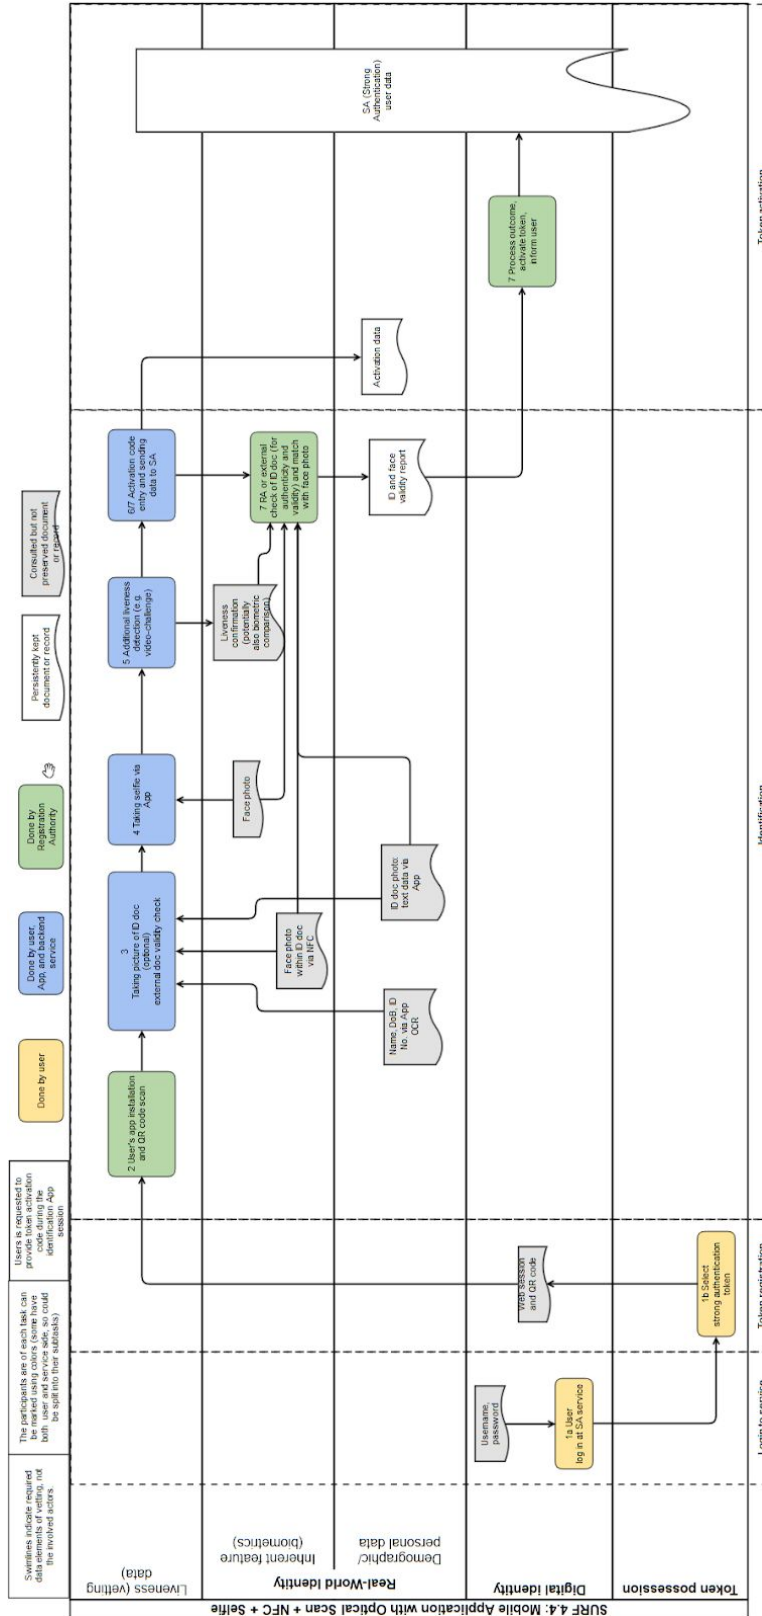 Swimlines indicate required
data elements of vetting, not
the involved actors.
The participants are of each task can
be marked using colors (some have
both user and service side, so could
be split into their subtasks)
Users is requested to
provide token activation
code during the
identification App
session
Done by user
Done by user,
App, and backend
service
Done by
Registration
Authority
Persistently kept
document or record
Consulted but not
preserved document
or record
SURF 4.4: Mobile Application with Optical Scan + NFC + Selfie
Liveness (vetting
data)
Real-World Identity
Inherent feature
(biometrics)
Demographic/
personal data
Digital identity
Token possession
Username,
password
1a User
log in at SA service
1b Select
strong authentication
token
Web session
and QR code
2 User's app installation
and QR code scan
3
Taking picture of ID doc
(optional)
external doc validity check
Name, DoB, ID
No. via App
OCR
Face photo
within ID doc
via NFC
ID doc photo:
text data via
App
4 Taking selfie via
App
Face photo
5 Additional liveness
detection (e.g.
video-challenge)
Liveness
confirmation
(potentially
also biometric
comparison)
6/7 Activation code
entry and sending
data to SA
7 RA or external
check of ID doc (for
authenticity and
validity) and match
with face photo
ID and face
validity report
Activation data
7 Process outcome,
activate token,
inform user
SA (Strong
Authentication)
user data
Login to service
Token registration
Identification
Token activation